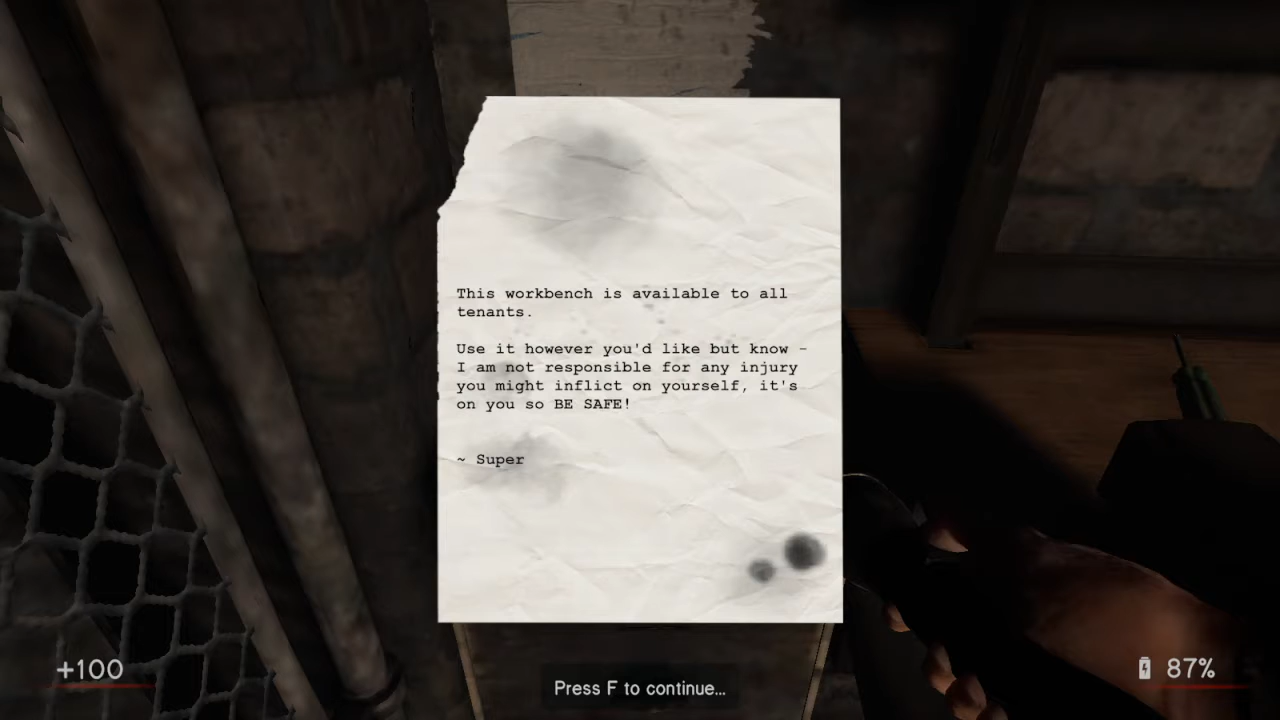 This workbench is available to all
tenants.
Use it however you'd like but know -
I am not responsible for any injury
you might inflict on yourself, it's
on you so BE SAFE!
~ Super
+100
Press F to continue...
87%